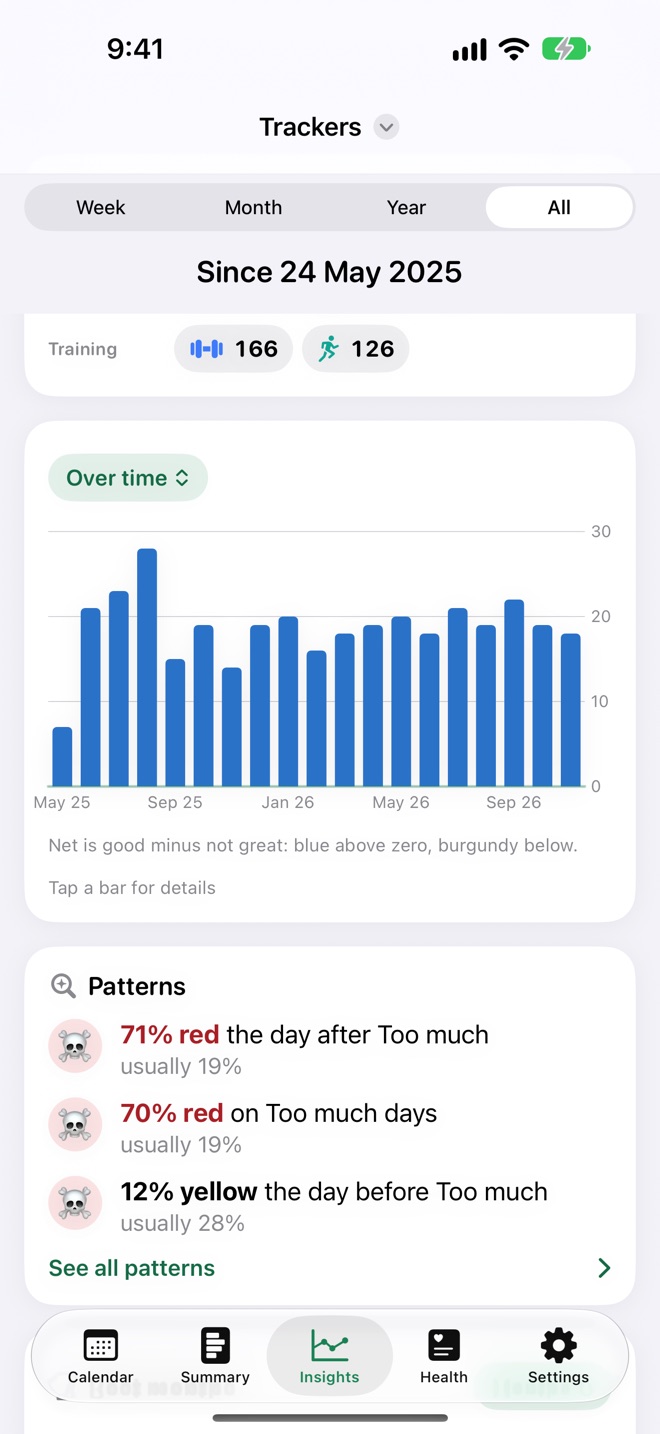 9:41
Trackers
Week Month Year All
Since 24 May 2025
Training 166 126
Over time
30
20
10
0
May 25 Sep 25 Jan 26 May 26 Sep 26
Net is good minus not great: blue above zero, burgundy below.
Tap a bar for details
Patterns
71% red the day after Too much
usually 19%
70% red on Too much days
usually 19%
12% yellow the day before Too much
usually 28%
See all patterns
Calendar Summary Insights Health Settings